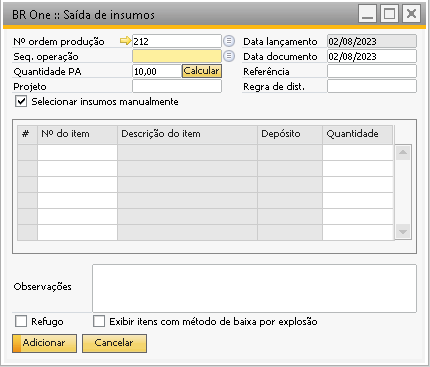 BR One :: Saída de insumos
Nº ordem produção 212 Data lançamento 02/08/2023
Seq. operação Data documento 02/08/2023
Quantidade PA 10,00 Calcular Referência
Projeto Regra de dist.
Selecionar insumos manualmente
# Nº do item Descrição do item Depósito Quantidade
Observações
Refugo Exibir itens com método de baixa por explosão
Adicionar Cancelar